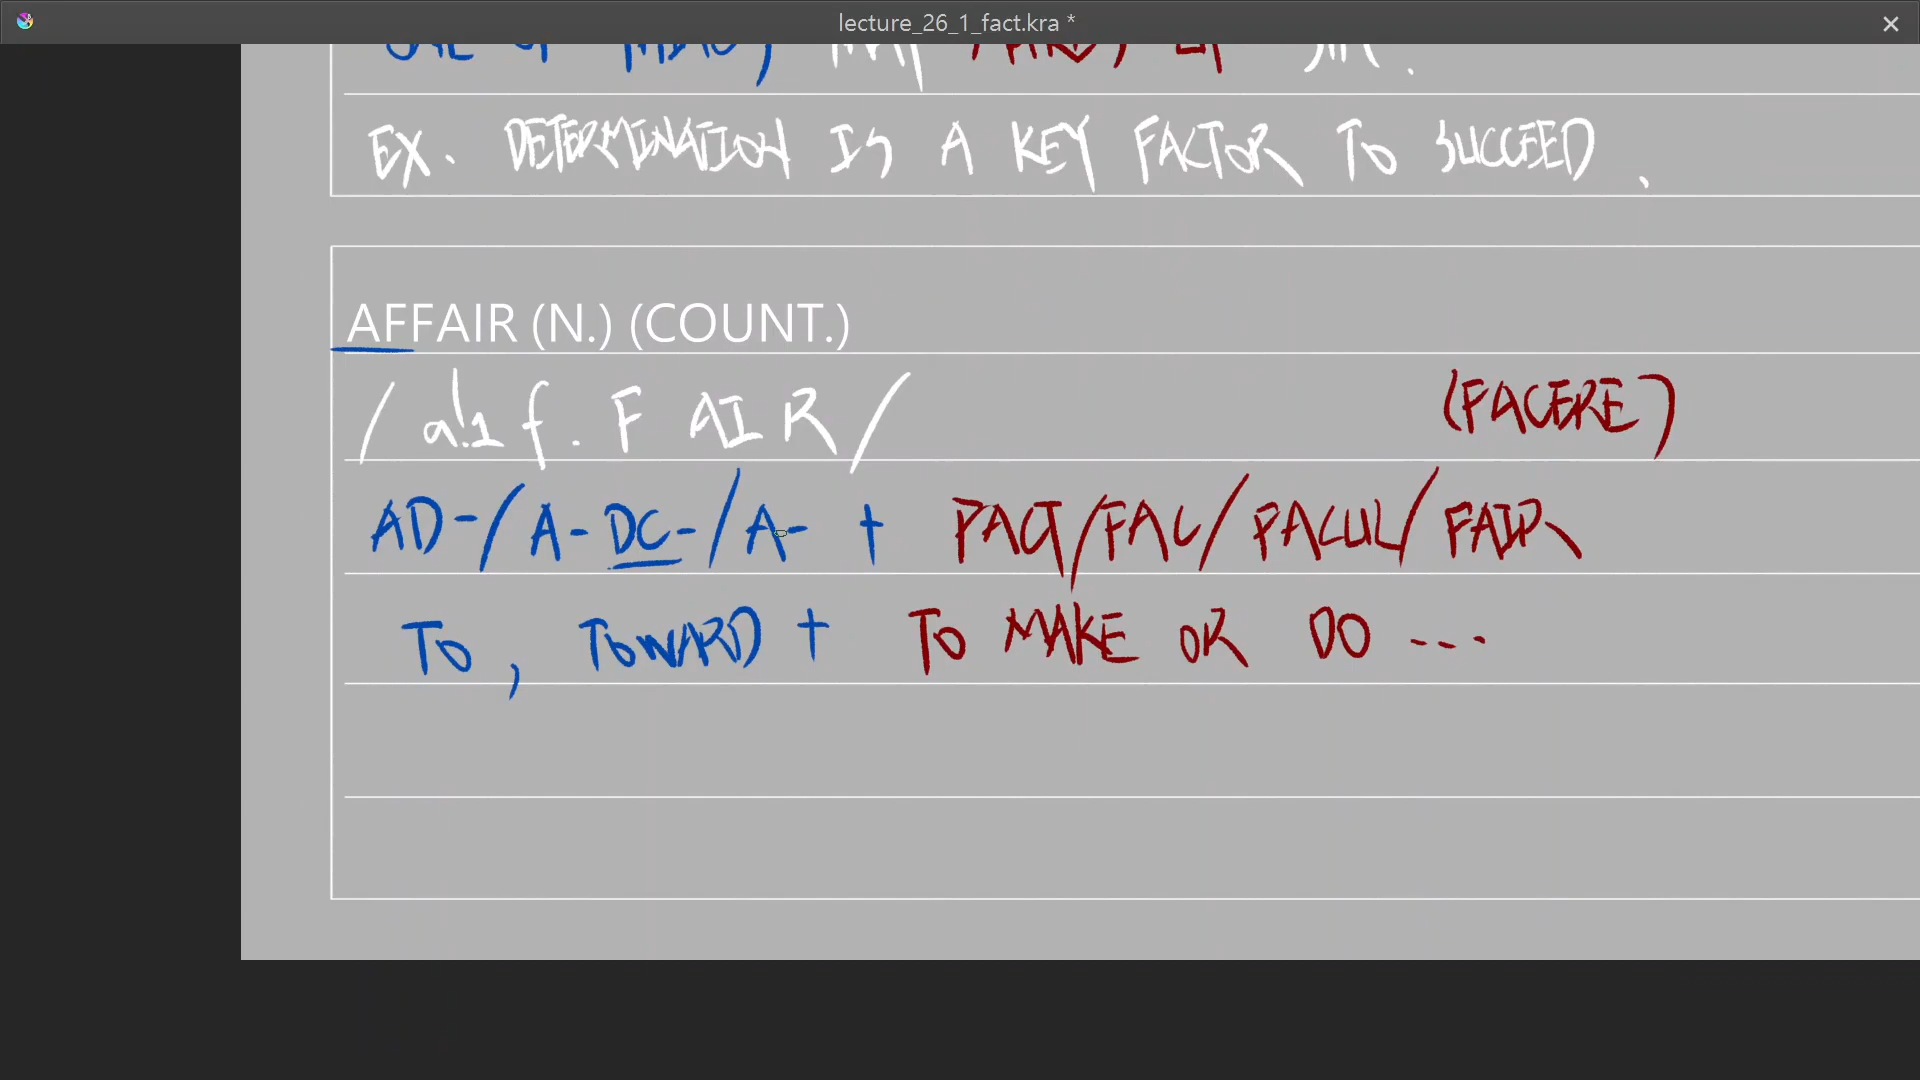 lecture_26_1_fact.kra *
EX. DETERMINATION IS A KEY FACTOR TO SUCCEED.
AFFAIR (N.) (COUNT.)
/ a!1 f. F AIR /
(FACERE)
AD-/A-DC-/A- + FACT/FAC/FACUL/FAIR
TO, TOWARD + TO MAKE OR DO ...